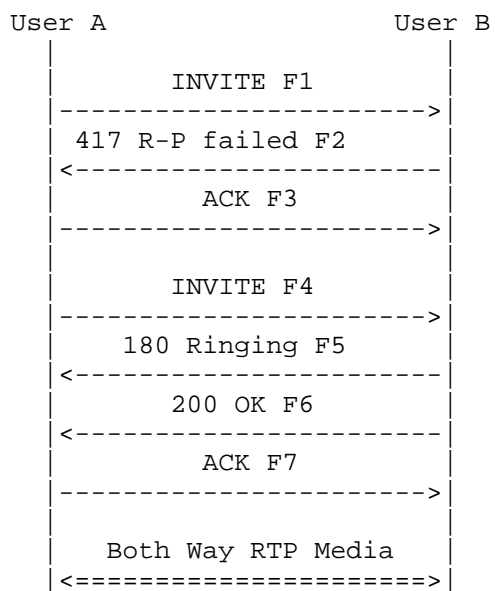 User A User B
INVITE F1
417 R-P failed F2
ACK F3
INVITE F4
180 Ringing F5
200 OK F6
ACK F7
Both Way RTP Media